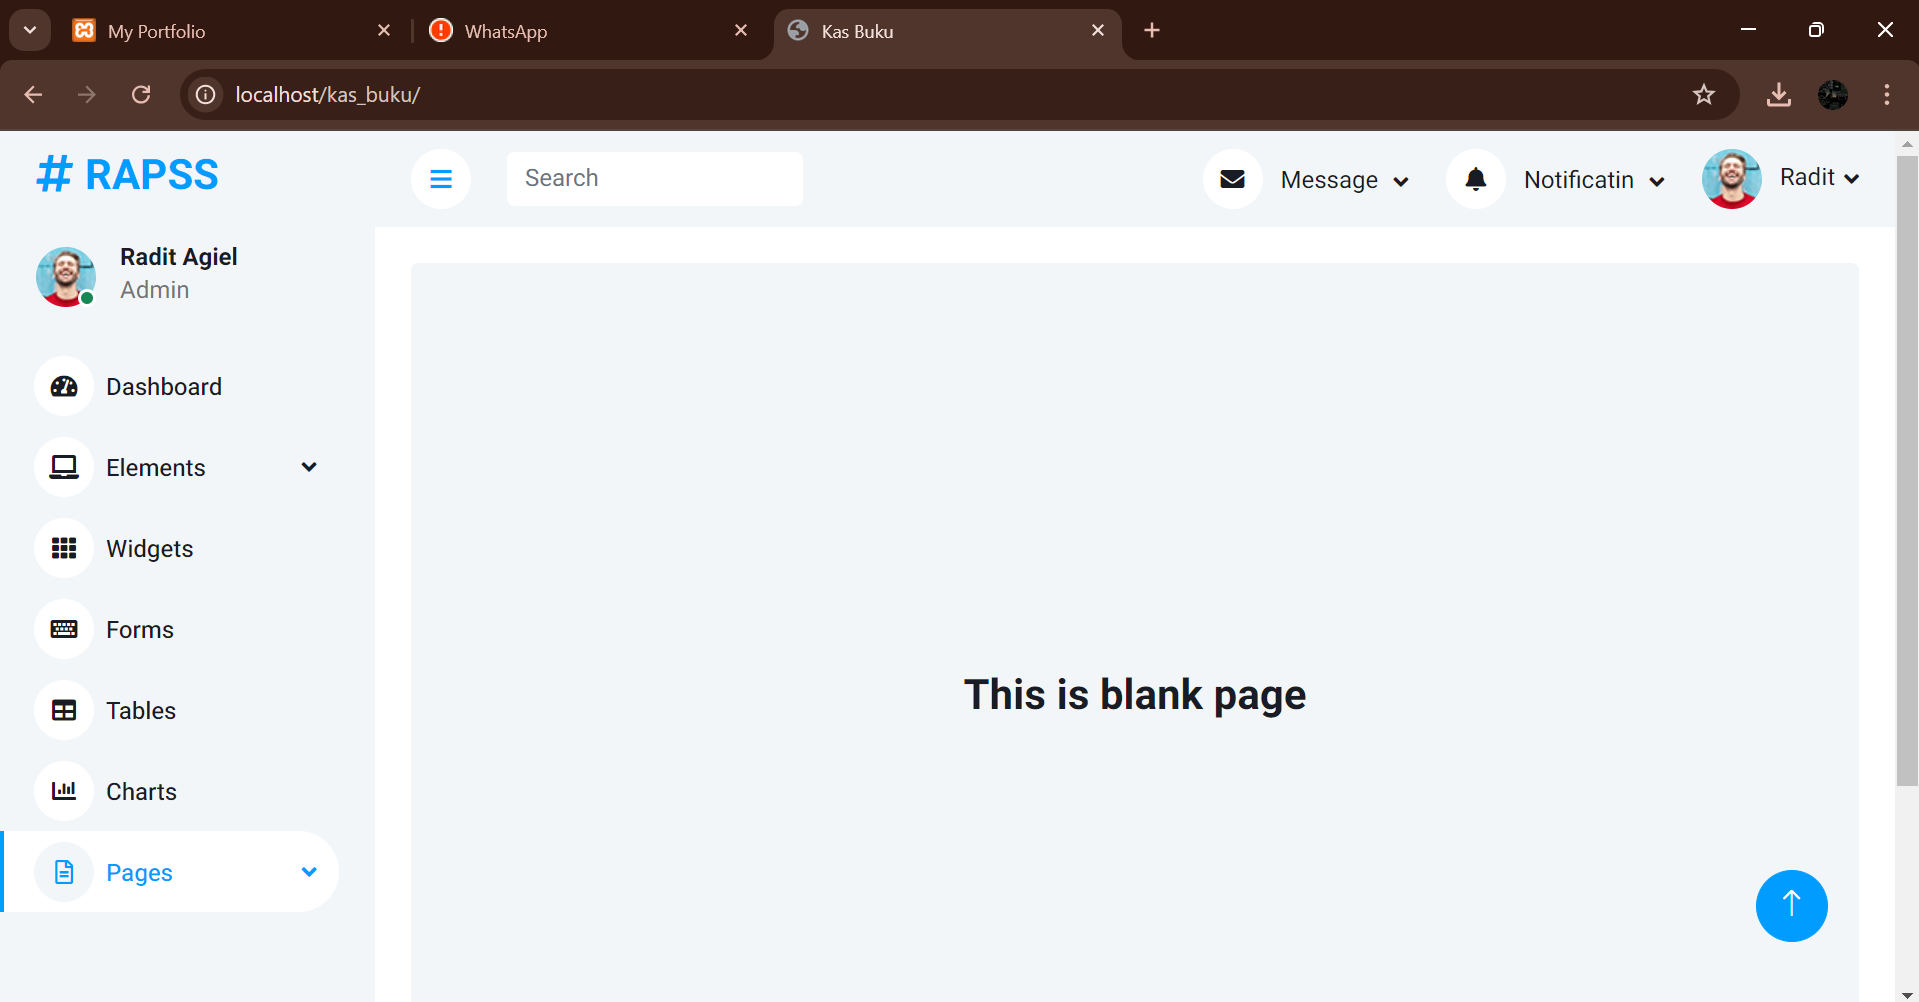 My Portfolio
WhatsApp
Kas Buku
localhost/kas_buku/
# RAPSS
Search
Message
Notificatin
Radit
Radit Agiel
Admin
Dashboard
Elements
Widgets
Forms
Tables
Charts
Pages
This is blank page